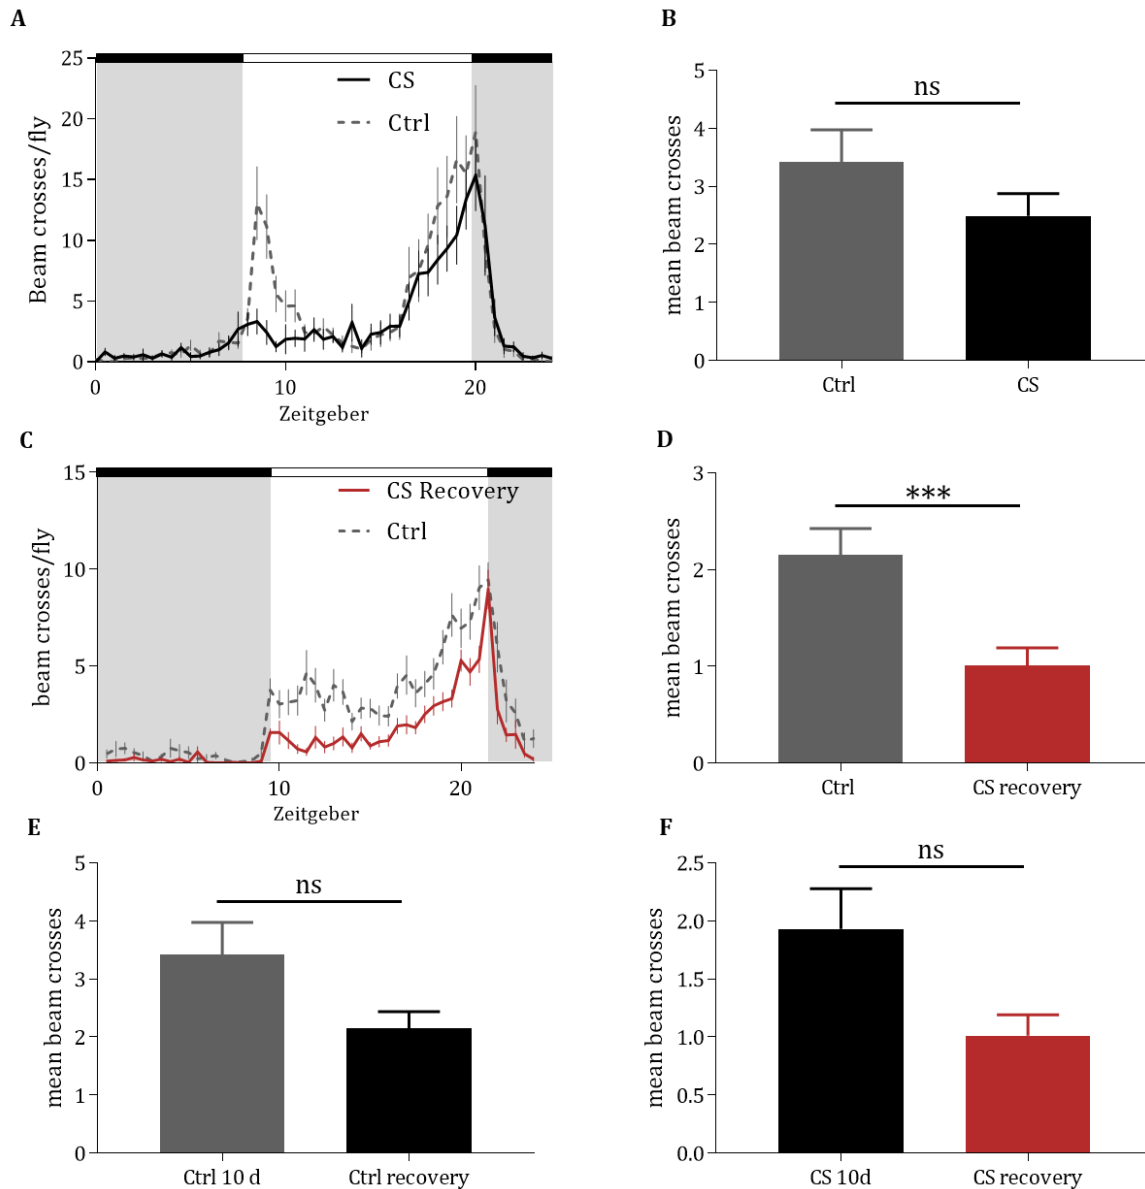 A
B
25
20
15
10
5
0
Beam crosses/fly
CS
Ctrl
0
10
20
Zeitgeber
5
4
3
2
1
0
mean beam crosses
ns
Ctrl
CS
C
D
15
10
5
0
beam crosses/fly
CS Recovery
Ctrl
0
10
20
Zeitgeber
3
2
1
0
mean beam crosses
***
Ctrl
CS recovery
E
F
5
4
3
2
1
0
mean beam crosses
ns
Ctrl 10 d
Ctrl recovery
2.5
2.0
1.5
1.0
0.5
0.0
mean beam crosses
ns
CS 10d
CS recovery